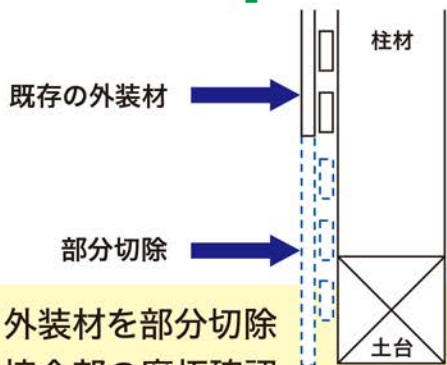 柱材
既存の外装材
部分切除
外装材を部分切除
土台